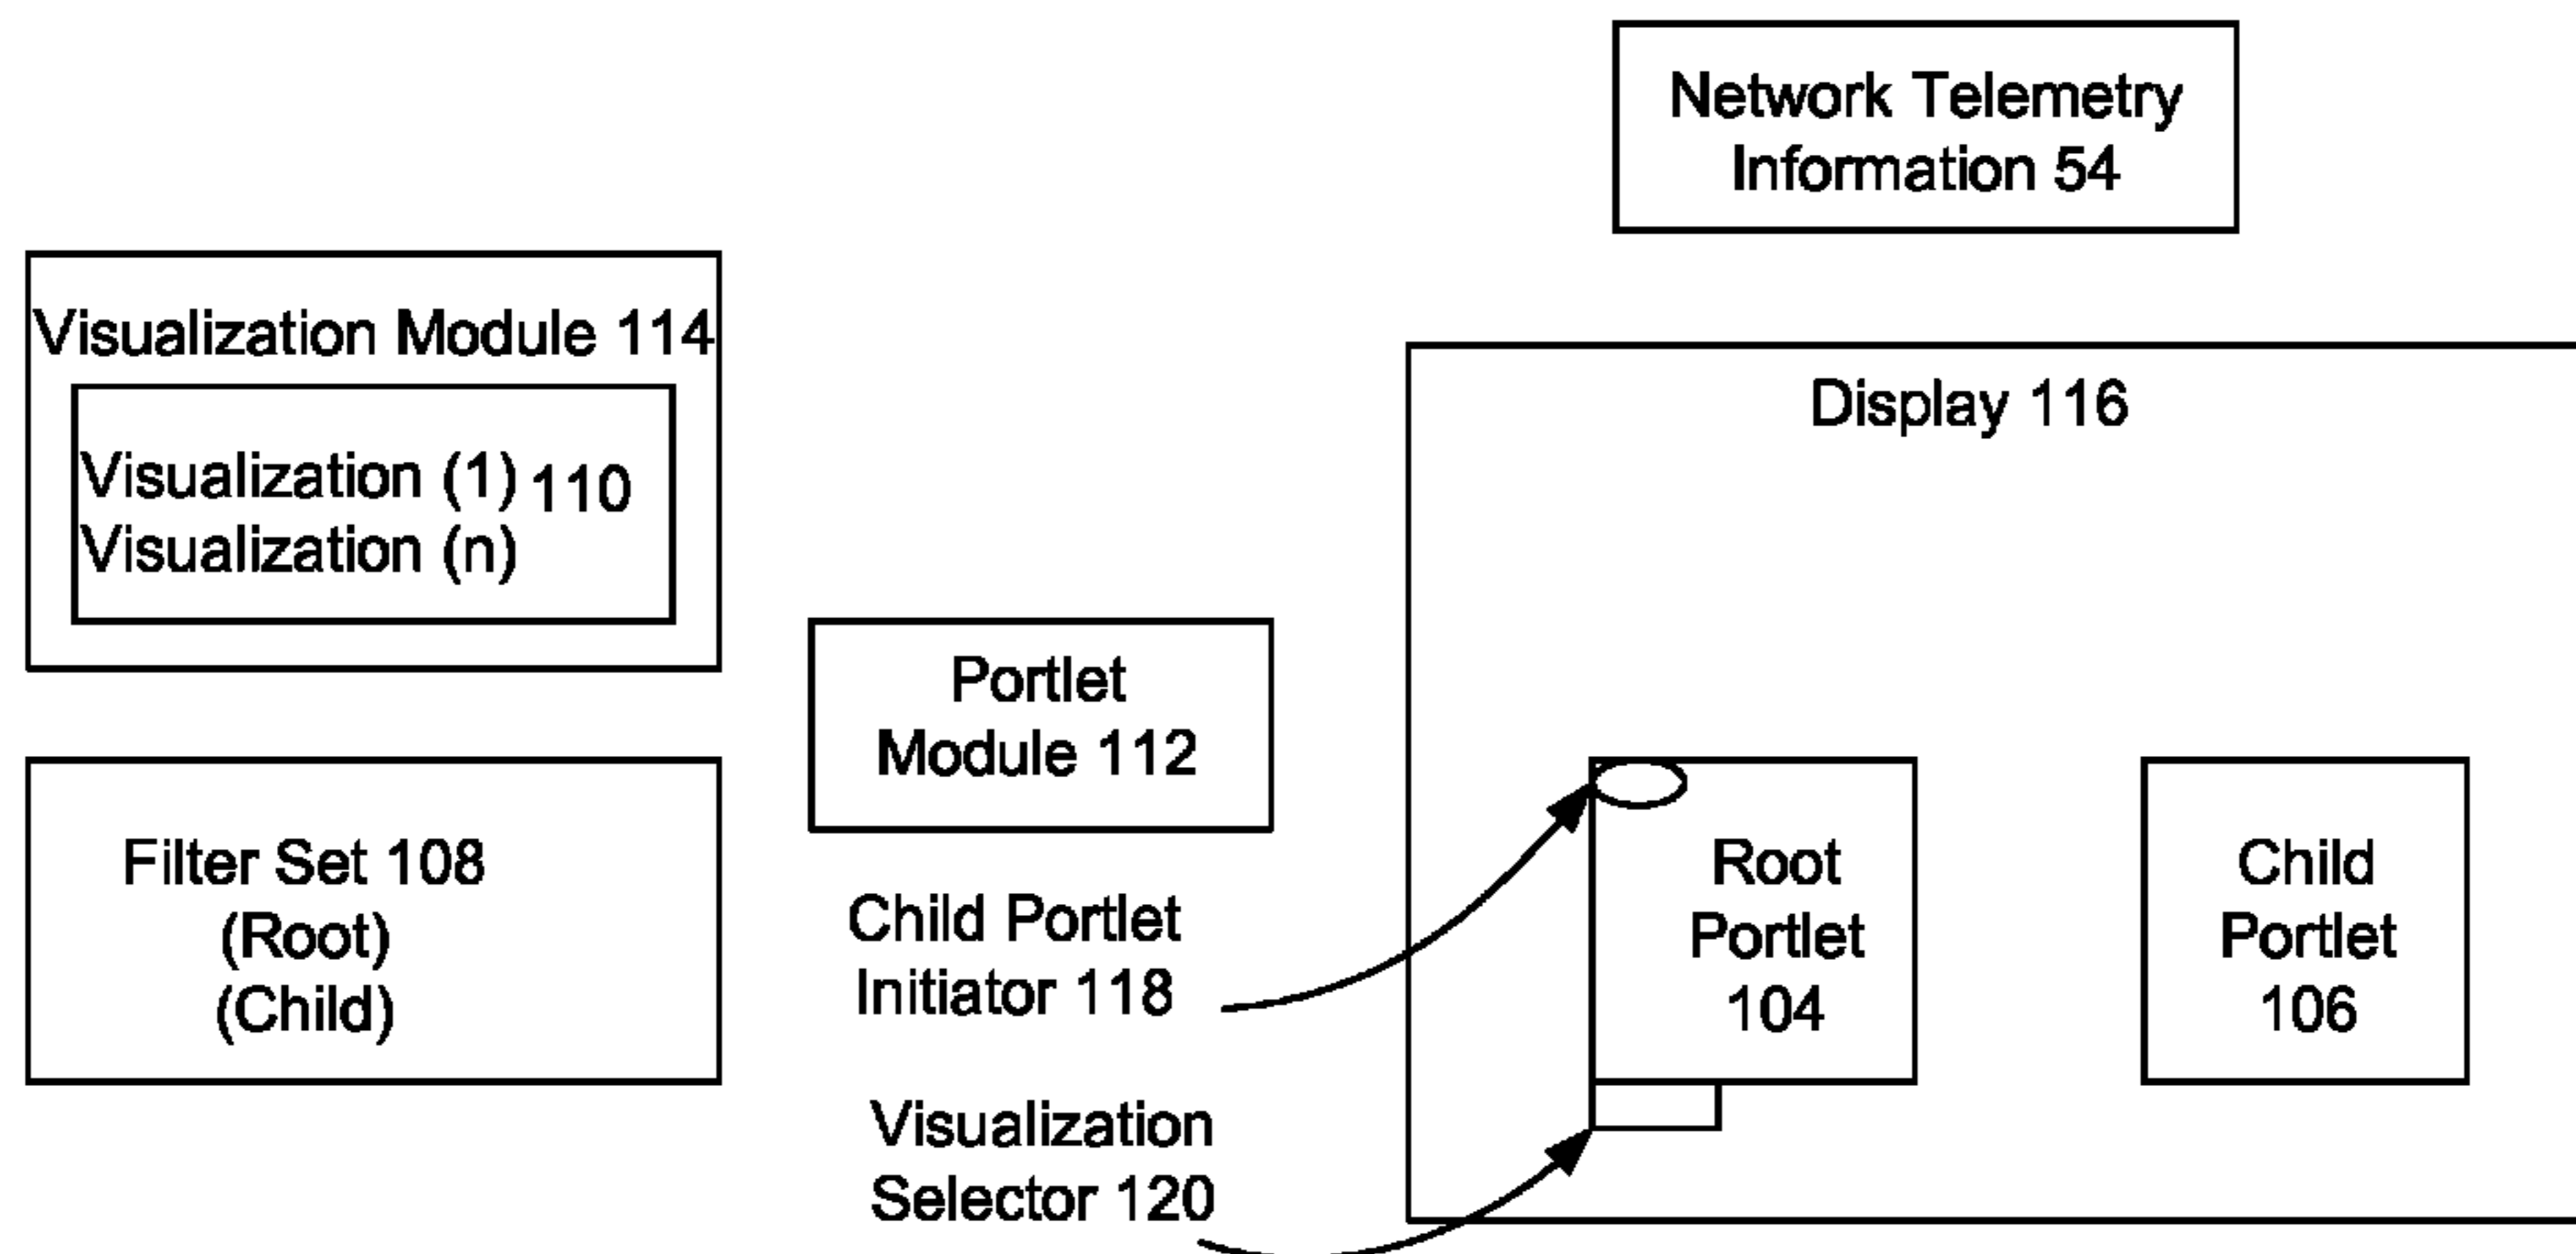 Network Telemetry
Information 54
Visualization Module 114
Visualization (1) 110
Visualization (n)
Display 116
Portlet
Module 112
Filter Set 108
(Root)
(Child)
Child Portlet
Initiator 118
Root
Portlet
104
Child
Portlet
106
Visualization
Selector 120